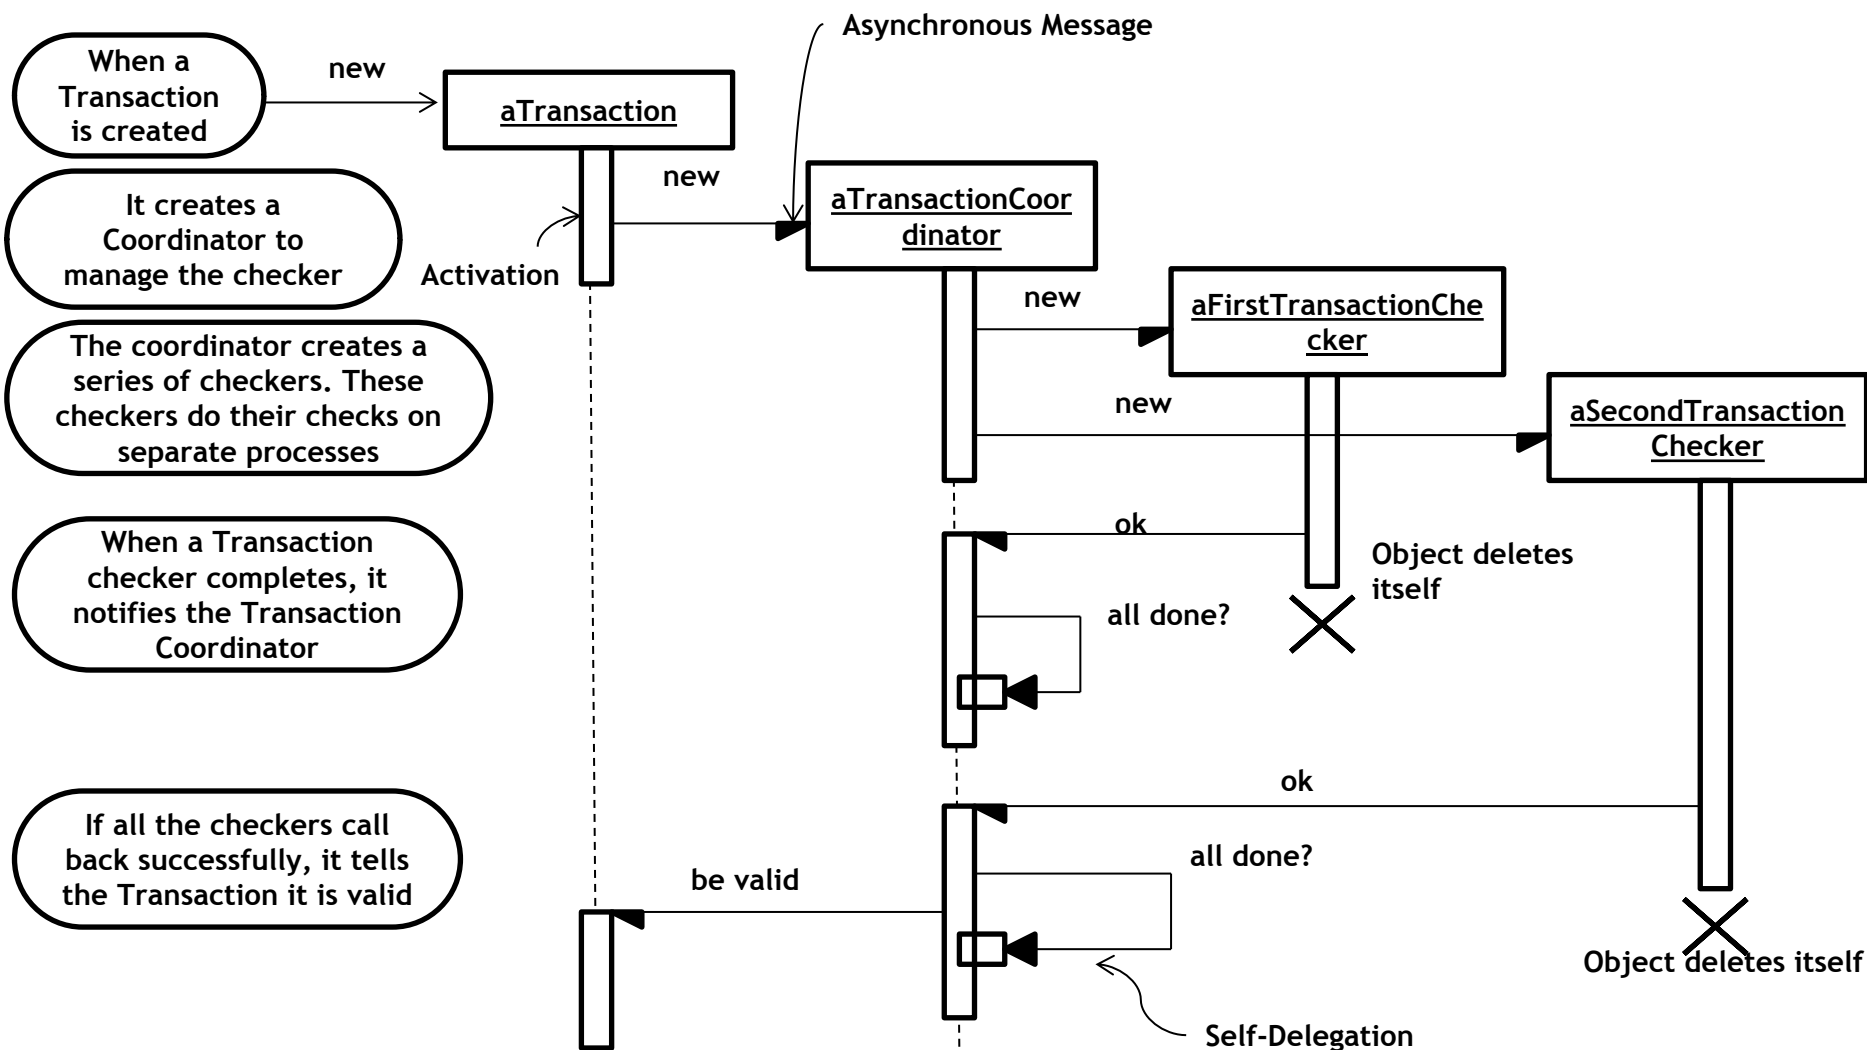 Asynchronous Message
When a
Transaction
is created
new
aTransaction
new
It creates a
Coordinator to
manage the checker
Activation
aTransactionCoor
dinator
new
aFirstTransactionChe
cker
The coordinator creates a
series of checkers. These
checkers do their checks on
separate processes
new
aSecondTransaction
Checker
When a Transaction
checker completes, it
notifies the Transaction
Coordinator
ok
Object deletes
itself
all done?
ok
If all the checkers call
back successfully, it tells
the Transaction it is valid
be valid
all done?
Object deletes itself
Self-Delegation